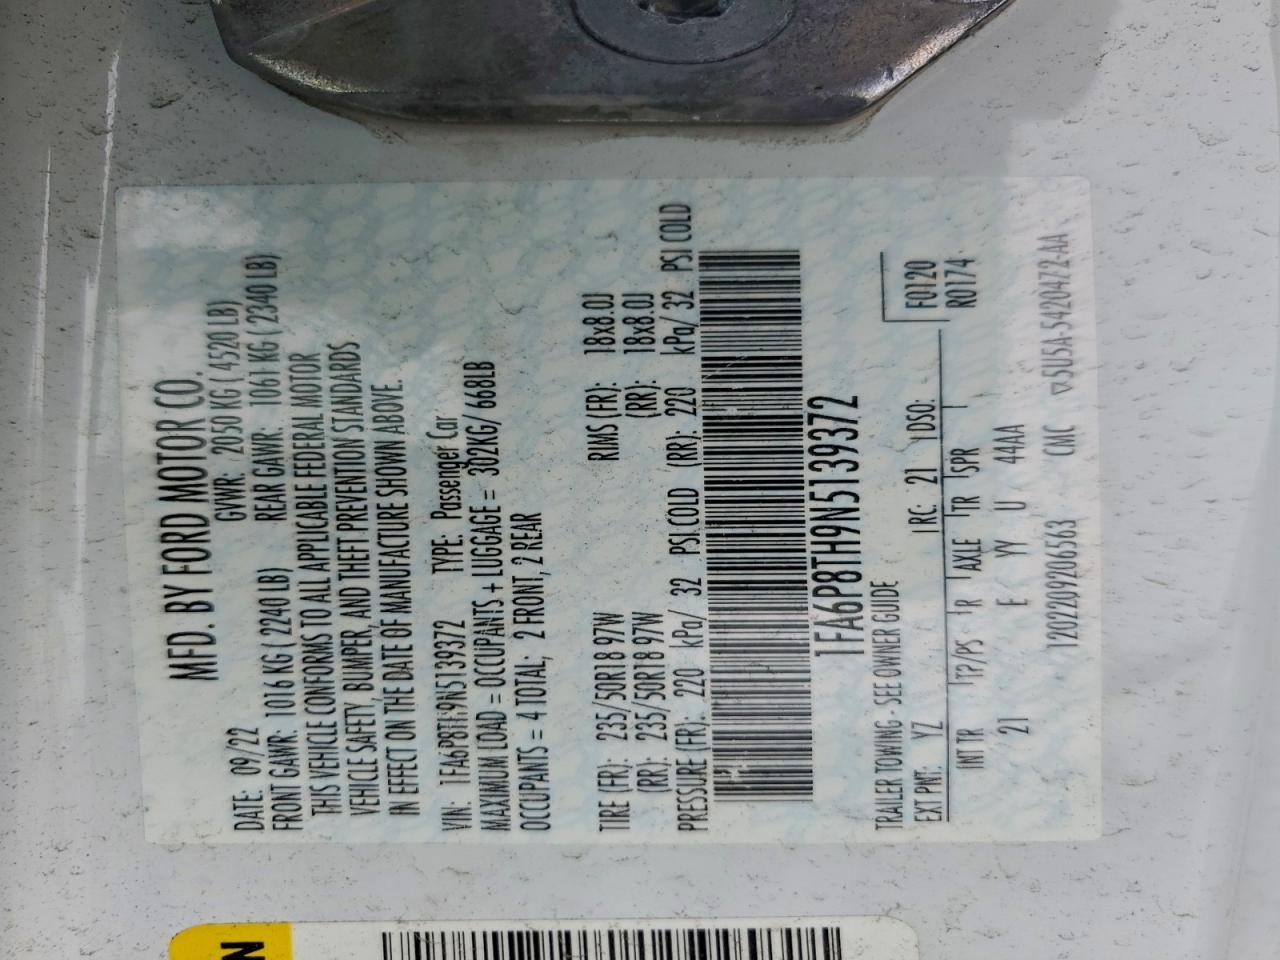 MFD. BY FORD MOTOR CO.
DATE: 09/22 GVWR: 2050 KG ( 4520 LB)
FRONT GAWR: 1016 KG ( 2240 LB) REAR GAWR: 1061 KG ( 2340 LB)
THIS VEHICLE CONFORMS TO ALL APPLICABLE FEDERAL MOTOR
VEHICLE SAFETY, BUMPER, AND THEFT PREVENTION STANDARDS
IN EFFECT ON THE DATE OF MANUFACTURE SHOWN ABOVE.
VIN: 1FA6P8TH9N5139372 TYPE: Passenger Car
MAXIMUM LOAD = OCCUPANTS + LUGGAGE = 302KG/ 668LB
OCCUPANTS = 4 TOTAL, 2 FRONT, 2 REAR
TIRE (FR): 235/50R18 97W RMS (FR): 18x8.0J
(RR): 235/50R18 97W (RR): 18x8.0J
PRESSURE (FR): 220 kPa/ 32 PSI COLD (RR): 220 kPa/ 32 PSI COLD
1FA6P8TH9N5139372
TRAILER TOWING - SEE OWNER GUIDE F0120
EXT PNT: YZ RC: 21 DSO: R0174
INT TR TP/PS R AXLE TR SPR
21 E YY U 44AA
1202209206563 CMC ▽5U5A-5420472-AA
N